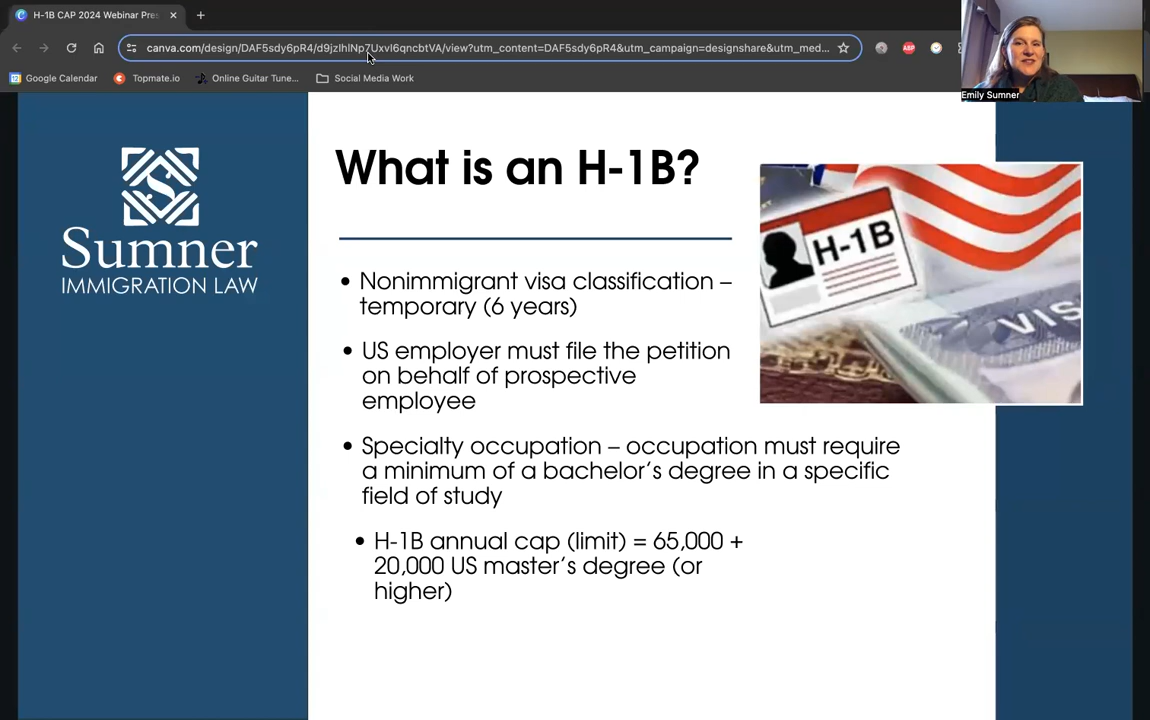 H-1B CAP 2024 Webinar Pres
canva.com/design/DAF5sdy6pR4/d9jzIhlNp7Uxvl6qncbtVA/view?utm_content=DAF5sdy6pR4&utm_campaign=designshare&utm_med...
ABP
12 Google Calendar
Topmate.io
Online Guitar Tune...
Social Media Work
Emily Sumner
S
Sumner
IMMIGRATION LAW
What is an H-1B?
H-1B
VIS
• Nonimmigrant visa classification –
temporary (6 years)
• US employer must file the petition
on behalf of prospective
employee
• Specialty occupation – occupation must require
a minimum of a bachelor's degree in a specific
field of study
• H-1B annual cap (limit) = 65,000 +
20,000 US master's degree (or
higher)